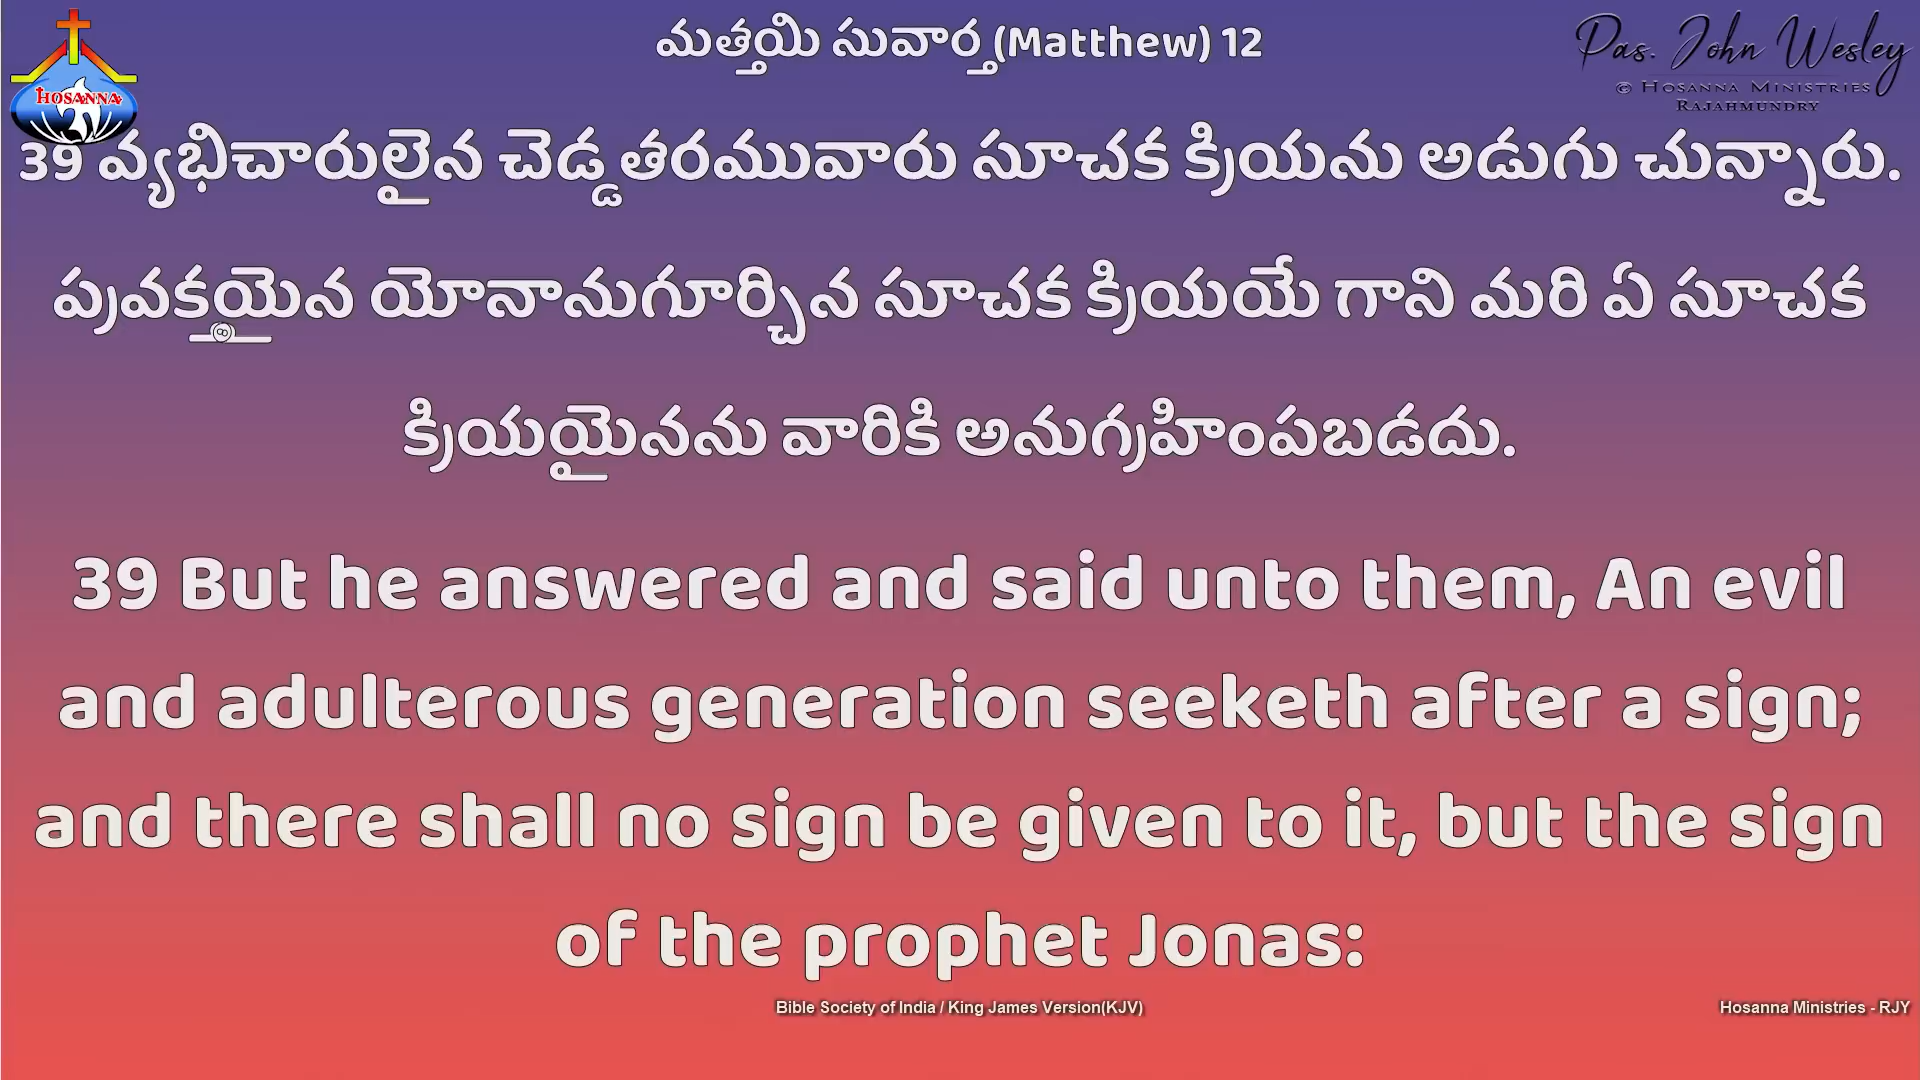 మత్తయి సువార్త (Matthew) 12
Pas. John Wesley
© Hosanna Ministries
Rajahmundry
HOSANNA
39 వ్యభిచారులైన చెడ్డతరమువారు సూచక క్రియను అడుగు చున్నారు.
ప్రవక్తయైన యోనానుగూర్చిన సూచక క్రియయే గాని మరి ఏ సూచక
క్రియయైనను వారికి అనుగ్రహింపబడదు.
39 But he answered and said unto them, An evil
and adulterous generation seeketh after a sign;
and there shall no sign be given to it, but the sign
of the prophet Jonas:
Bible Society of India / King James Version(KJV)
Hosanna Ministries - RJY